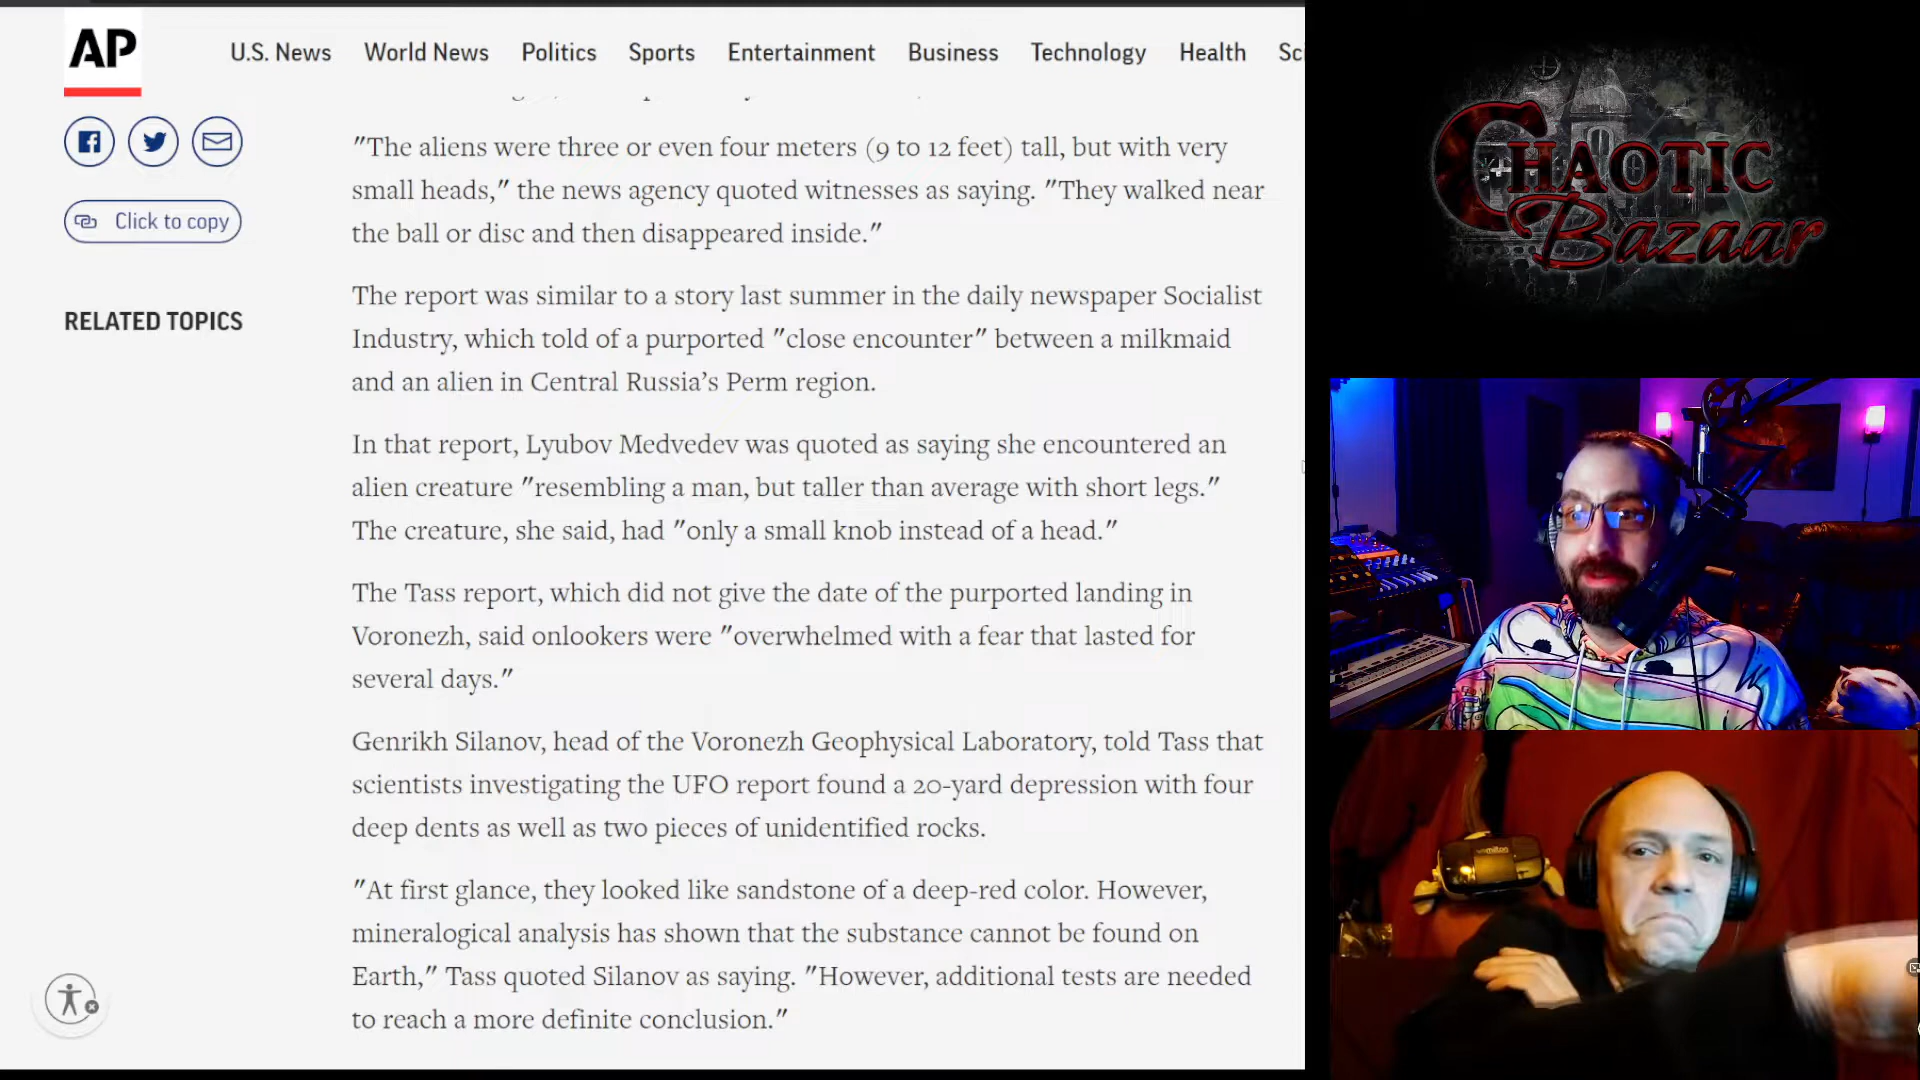 AP
U.S. News World News Politics Sports Entertainment Business Technology Health
Click to copy
RELATED TOPICS
"The aliens were three or even four meters (9 to 12 feet) tall, but with very
small heads," the news agency quoted witnesses as saying. "They walked near
the ball or disc and then disappeared inside."
The report was similar to a story last summer in the daily newspaper Socialist
Industry, which told of a purported "close encounter" between a milkmaid
and an alien in Central Russia's Perm region.
In that report, Lyubov Medvedev was quoted as saying she encountered an
alien creature "resembling a man, but taller than average with short legs."
The creature, she said, had "only a small knob instead of a head."
The Tass report, which did not give the date of the purported landing in
Voronezh, said onlookers were "overwhelmed with a fear that lasted for
several days."
Genrikh Silanov, head of the Voronezh Geophysical Laboratory, told Tass that
scientists investigating the UFO report found a 20-yard depression with four
deep dents as well as two pieces of unidentified rocks.
"At first glance, they looked like sandstone of a deep-red color. However,
mineralogical analysis has shown that the substance cannot be found on
Earth," Tass quoted Silanov as saying. "However, additional tests are needed
to reach a more definite conclusion."
CHAOTIC
Bazaar